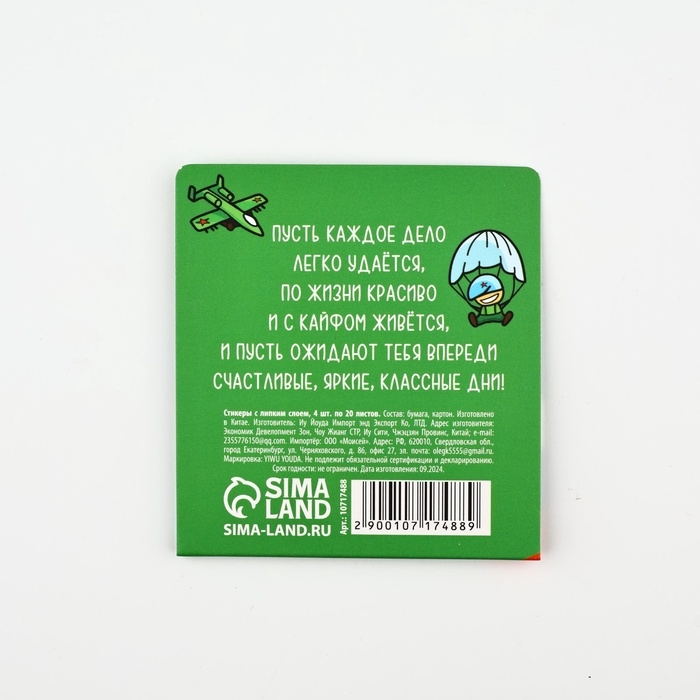 ПУСТЬ КАЖДОЕ ДЕЛО
ЛЕГКО УДАЁТСЯ,
ПО ЖИЗНИ КРАСИВО
И С КАЙФОМ ЖИВЁТСЯ,
И ПУСТЬ ОЖИДАЮТ ТЕБЯ ВПЕРЕДИ
СЧАСТЛИВЫЕ, ЯРКИЕ, КЛАССНЫЕ ДНИ!
Стикеры с липким слоем, 4 шт. по 20 листов. Состав: бумага, картон. Изготовлено
в Китае. Изготовитель: Иу Йоуда Импорт энд Экспорт Ко, ЛТД. Адрес изготовителя:
Экономик Девелопмент Зон, Чоу Жианг СТР, Иу Сити, Чжэцзян Провинс, Китай; e-mail:
2355776150@qq.com. Импортёр: ООО «Моисей». Адрес: РФ, 620010, Свердловская обл.,
город Екатеринбург, ул. Черняховского, д. 86, офис 27, эл. почта: olegk5555@gmail.ru.
Маркировка: YIWU YOUDA. Не подлежит обязательной сертификации и декларированию.
Срок годности: не ограничен. Дата изготовления: 09.2024.
SIMA
LAND
SIMA-LAND.RU
Арт.: 10717488
2 900107 174889